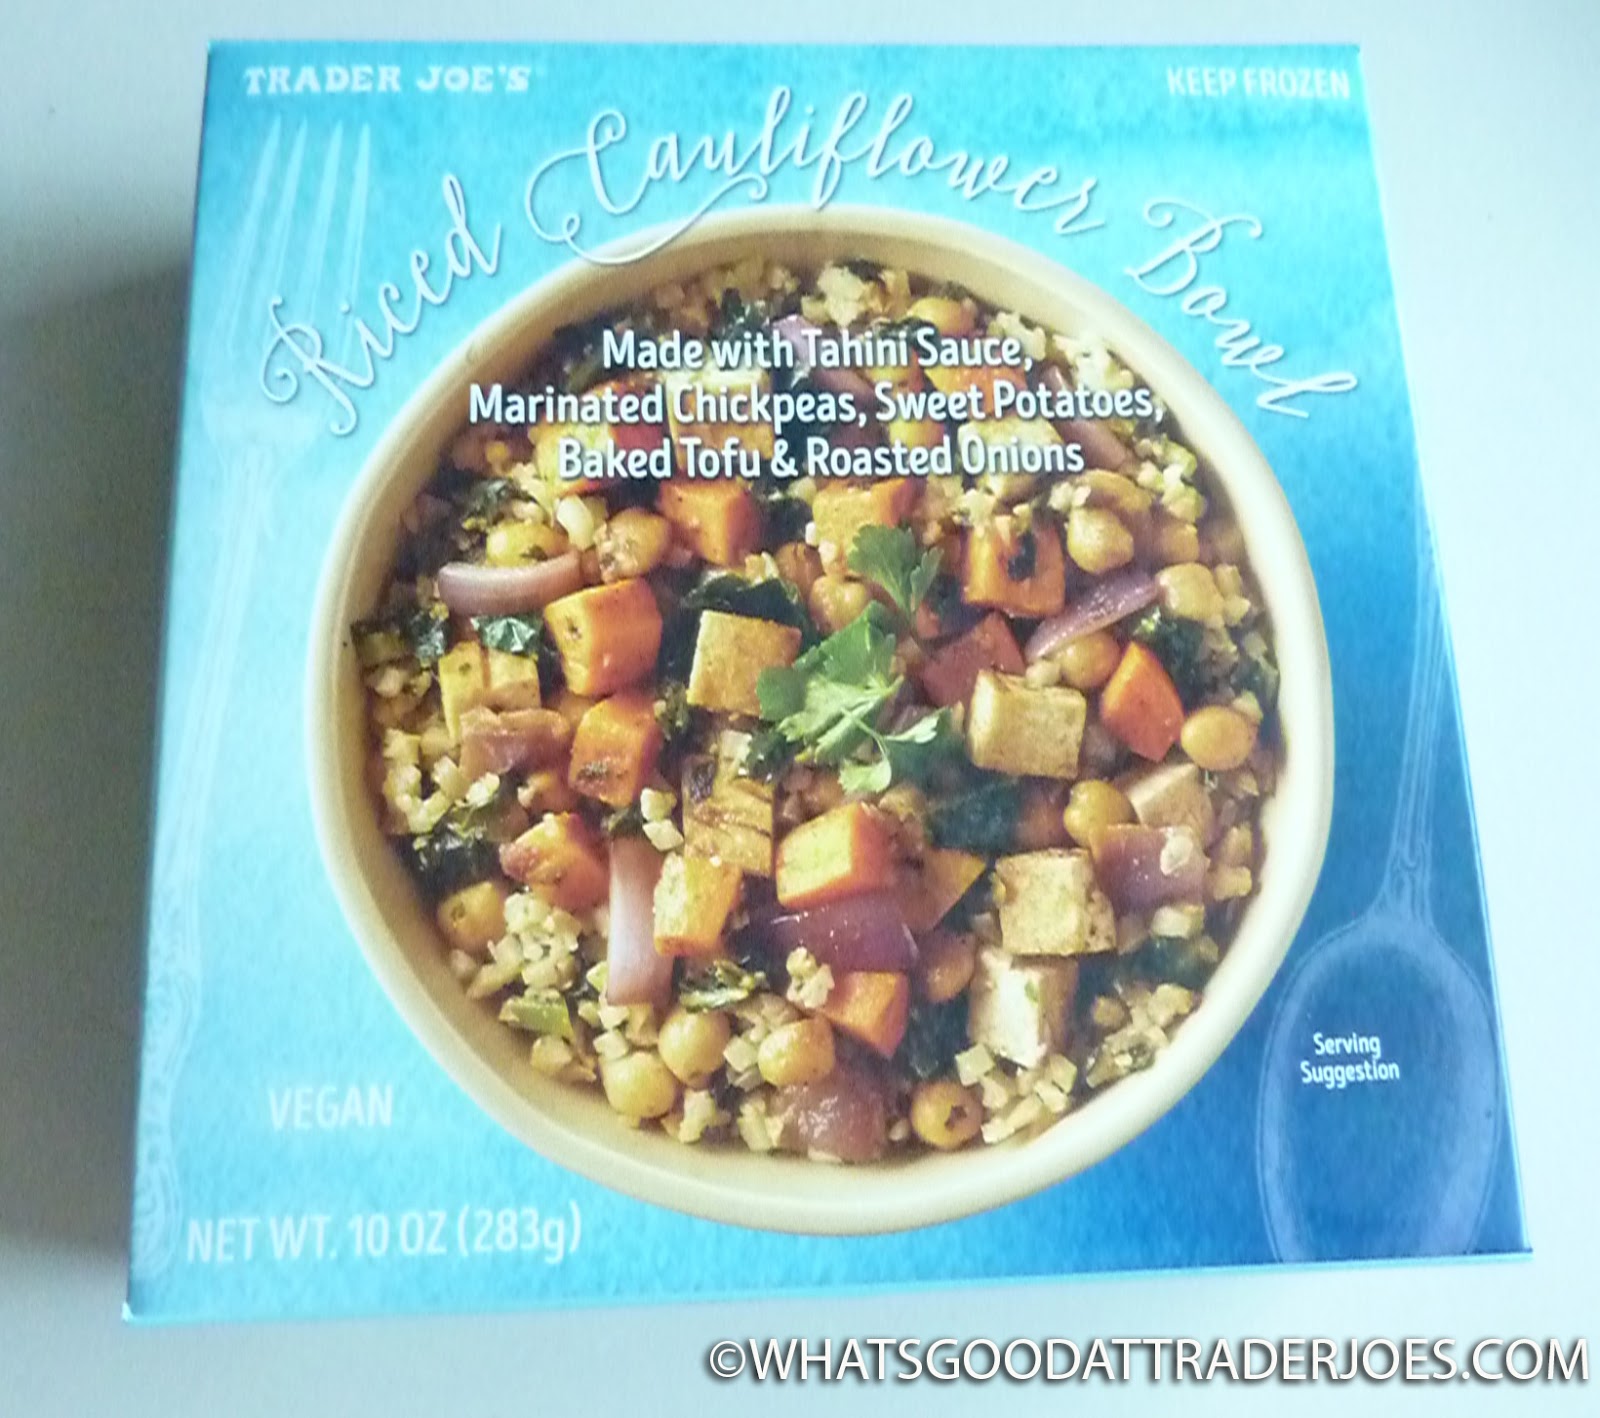 TRADER JOE'S
KEEP FROZEN
Riced Cauliflower Bowl
Made with Tahini Sauce,
Marinated Chickpeas, Sweet Potatoes,
Baked Tofu & Roasted Onions
Serving
Suggestion
VEGAN
NET WT. 10 OZ (283g)
©WHATSGOODATTRADERJOES.COM